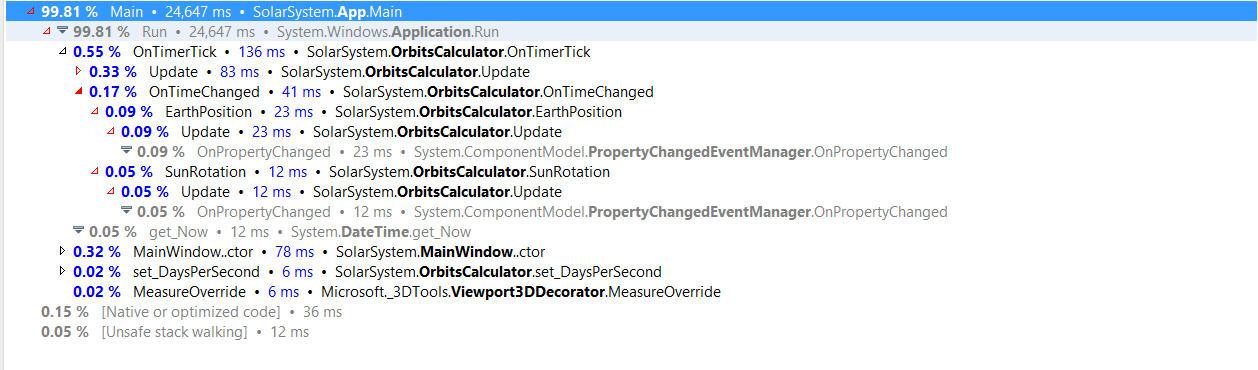 99.81 % Main • 24,647 ms • SolarSystem.App.Main
99.81 % Run • 24,647 ms • System.Windows.Application.Run
0.55 % OnTimerTick • 136 ms • SolarSystem.OrbitsCalculator.OnTimerTick
0.33 % Update • 83 ms • SolarSystem.OrbitsCalculator.Update
0.17 % OnTimeChanged • 41 ms • SolarSystem.OrbitsCalculator.OnTimeChanged
0.09 % EarthPosition • 23 ms • SolarSystem.OrbitsCalculator.EarthPosition
0.09 % Update • 23 ms • SolarSystem.OrbitsCalculator.Update
0.09 % OnPropertyChanged • 23 ms • System.ComponentModel.PropertyChangedEventManager.OnPropertyChanged
0.05 % SunRotation • 12 ms • SolarSystem.OrbitsCalculator.SunRotation
0.05 % Update • 12 ms • SolarSystem.OrbitsCalculator.Update
0.05 % OnPropertyChanged • 12 ms • System.ComponentModel.PropertyChangedEventManager.OnPropertyChanged
0.05 % get_Now • 12 ms • System.DateTime.get_Now
0.32 % MainWindow..ctor • 78 ms • SolarSystem.MainWindow..ctor
0.02 % set_DaysPerSecond • 6 ms • SolarSystem.OrbitsCalculator.set_DaysPerSecond
0.02 % MeasureOverride • 6 ms • Microsoft._3DTools.Viewport3DDecorator.MeasureOverride
0.15 % [Native or optimized code] • 36 ms
0.05 % [Unsafe stack walking] • 12 ms